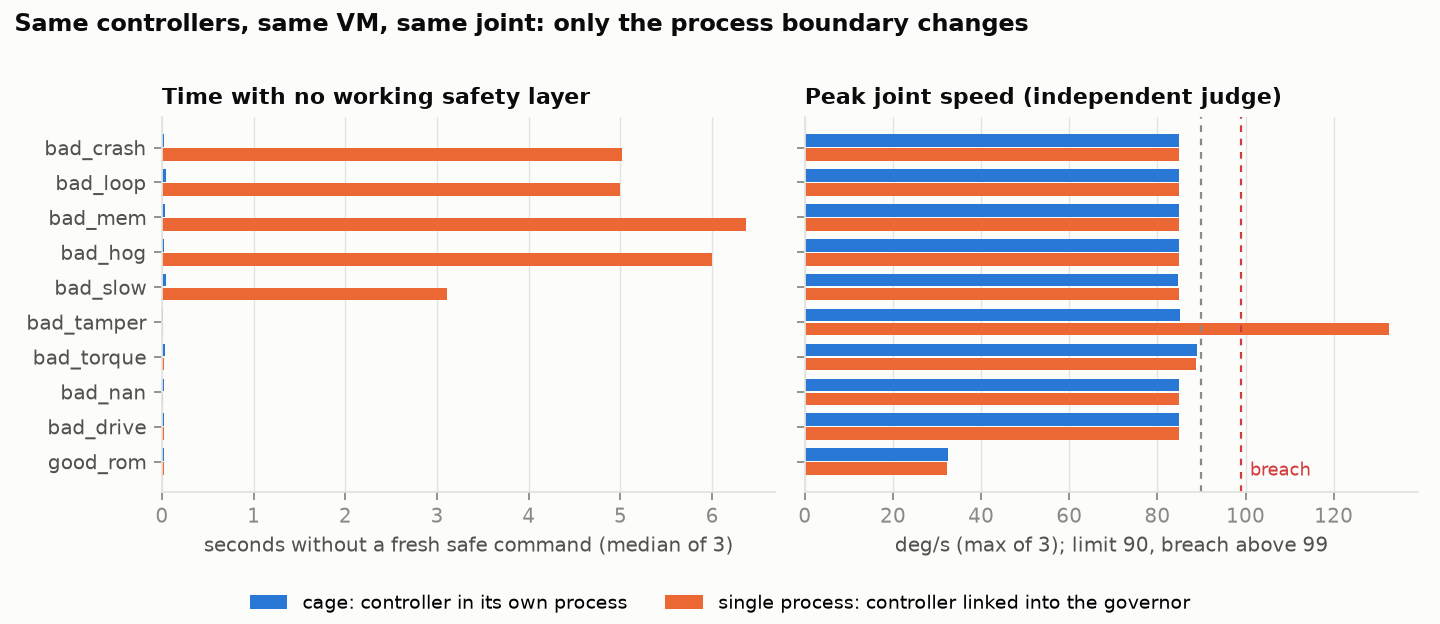 Same controllers, same VM, same joint: only the process boundary changes
Time with no working safety layer
Peak joint speed (independent judge)
bad_crash
bad_loop
bad_mem
bad_hog
bad_slow
bad_tamper
bad_torque
bad_nan
bad_drive
good_rom
breach
0 1 2 3 4 5 6
0 20 40 60 80 100 120
seconds without a fresh safe command (median of 3)
deg/s (max of 3); limit 90, breach above 99
cage: controller in its own process
single process: controller linked into the governor